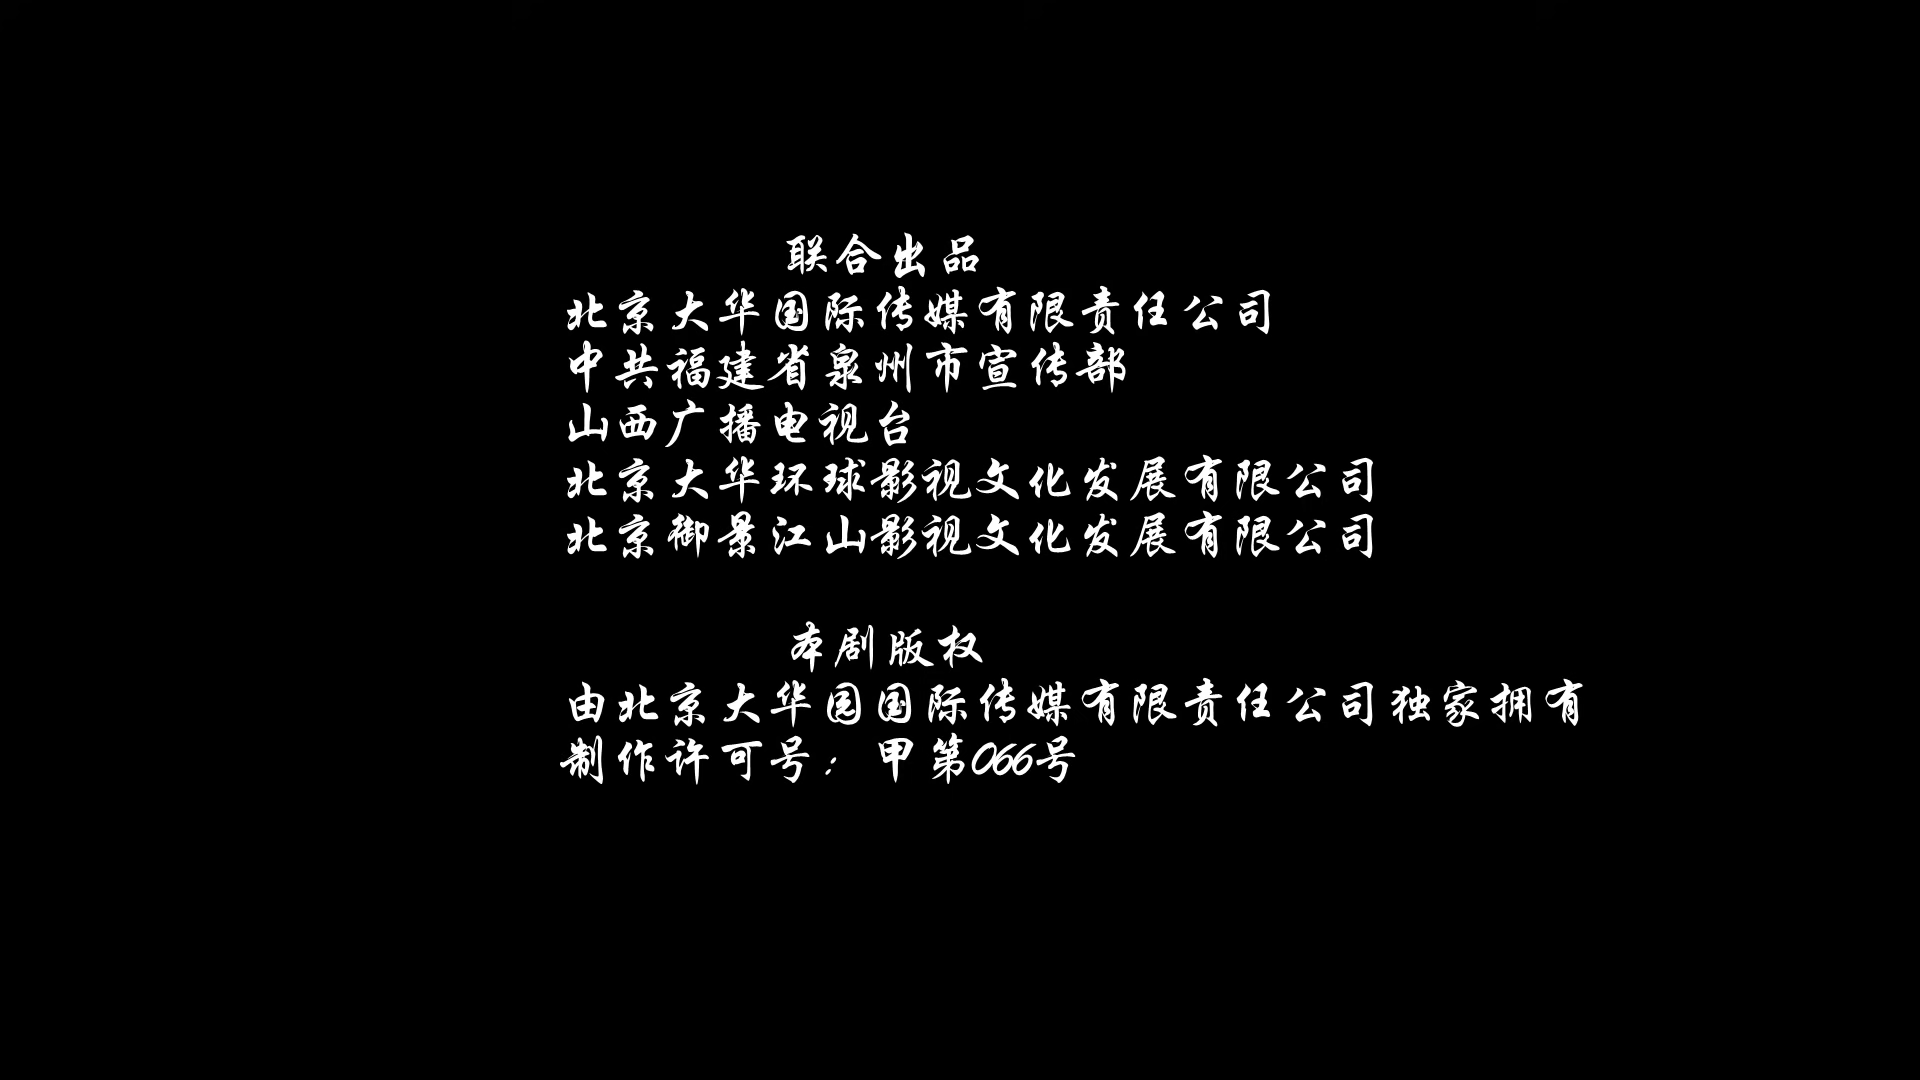 联合出品
北京大华国际传媒有限责任公司
中共福建省泉州市宣传部
山西广播电视台
北京大华环球影视文化发展有限公司
北京御景江山影视文化发展有限公司
本剧版权
由北京大华园国际传媒有限责任公司独家拥有
制作许可号：甲第066号